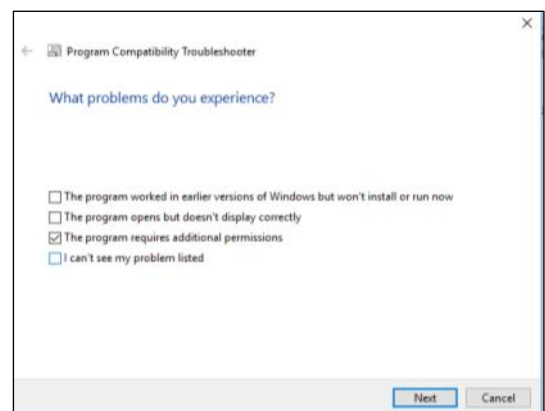 Program Compatibility Troubleshooter
What problems do you experience?
The program worked in earlier versions of Windows but won't install or run now
The program opens but doesn't display correctly
The program requires additional permissions
I can't see my problem listed
Next Cancel